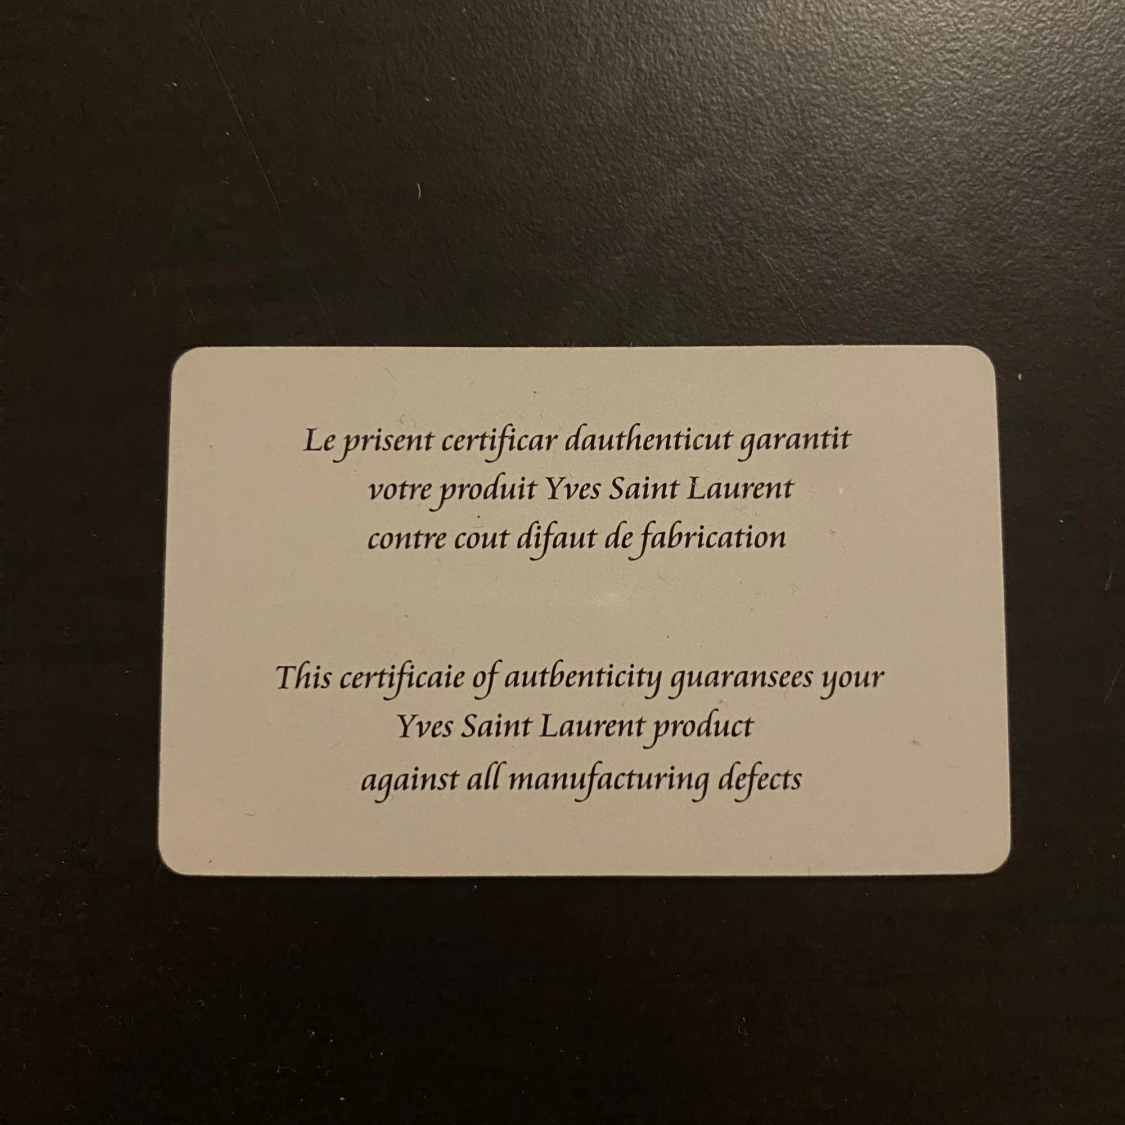 Le prisent certificar dauthenticut garantit
votre produit Yves Saint Laurent
contre cout difaut de fabrication
This certificaie of autbenticity guaransees your
Yves Saint Laurent product
against all manufacturing defects